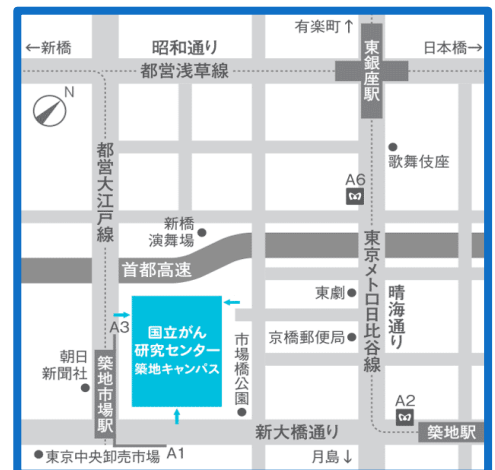 有楽町↑
←新橋
昭和通り
日本橋→
都営浅草線
東銀座駅
N
都営大江戸線
歌舞伎座
A6
新橋
演舞場
首都高速
東京メトロ日比谷線
晴海通り
東劇
A3
国立がん
研究センター
築地キャンパス
市場橋公園
京橋郵便局
朝日
新聞社
築地市場駅
A2
新大橋通り
築地駅
東京中央卸売市場
A1
月島↓